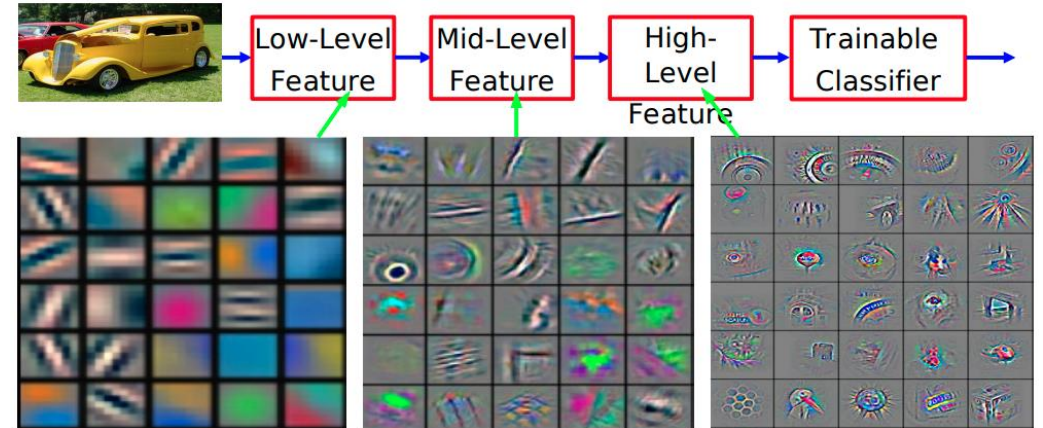 Low-Level
Feature
Mid-Level
Feature
High-
Level
Feature
Trainable
Classifier